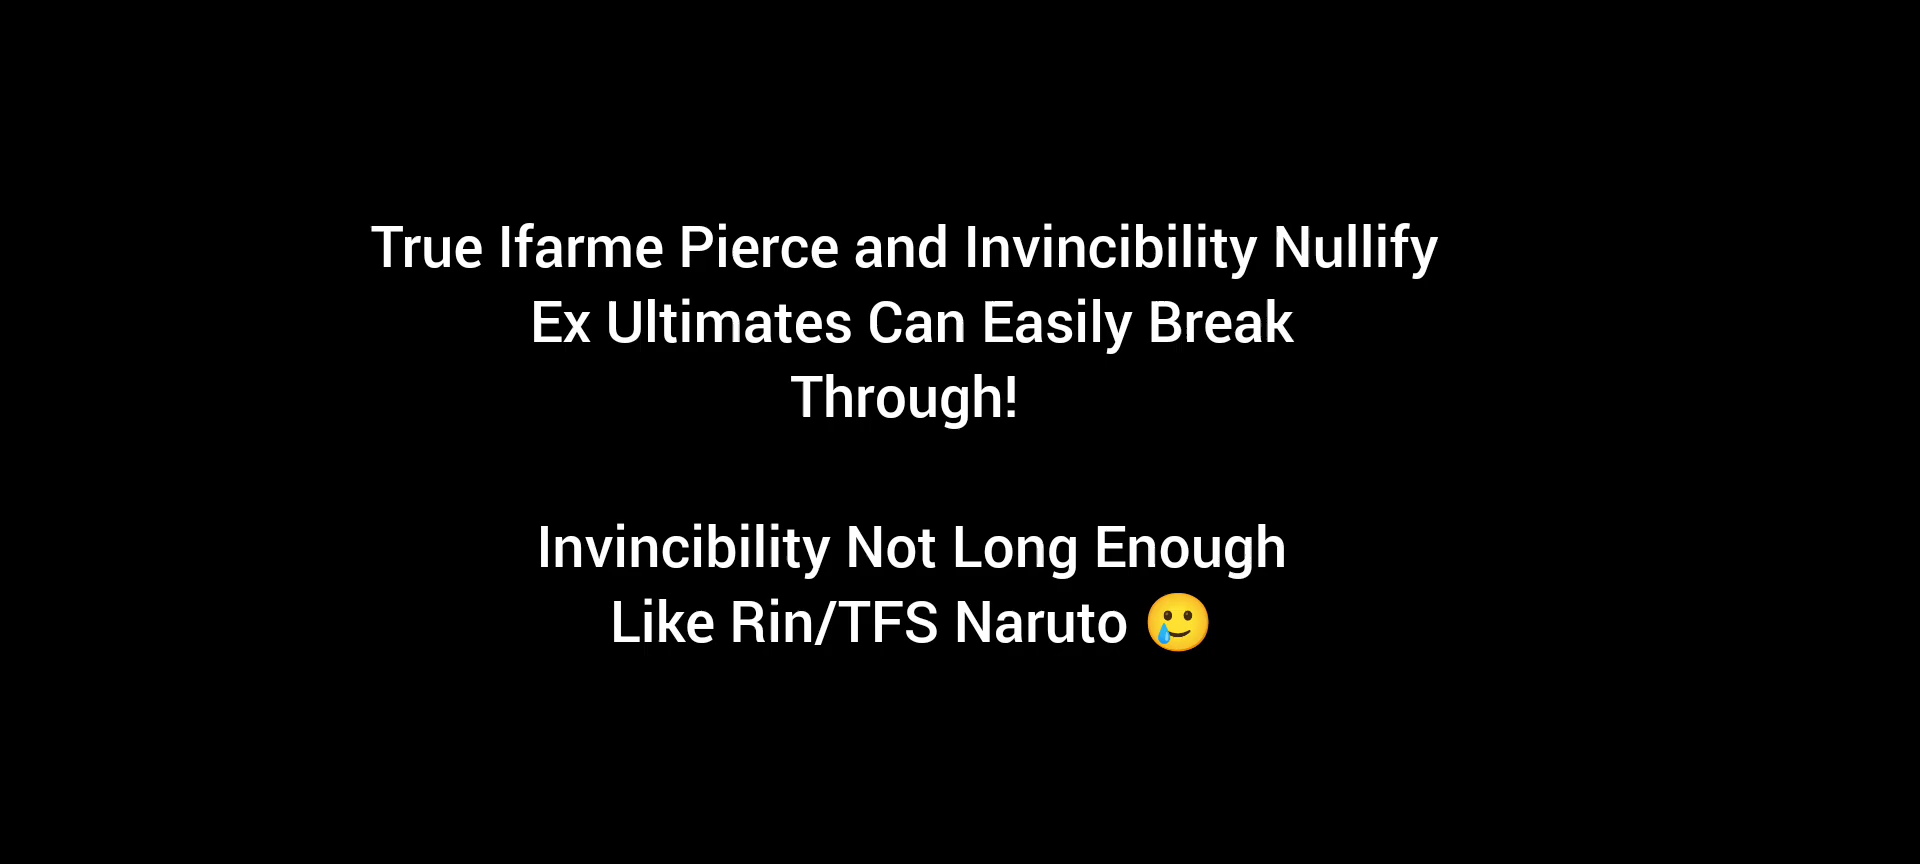 True Ifarme Pierce and Invincibility Nullify
Ex Ultimates Can Easily Break
Through!
Invincibility Not Long Enough
Like Rin/TFS Naruto 🥲